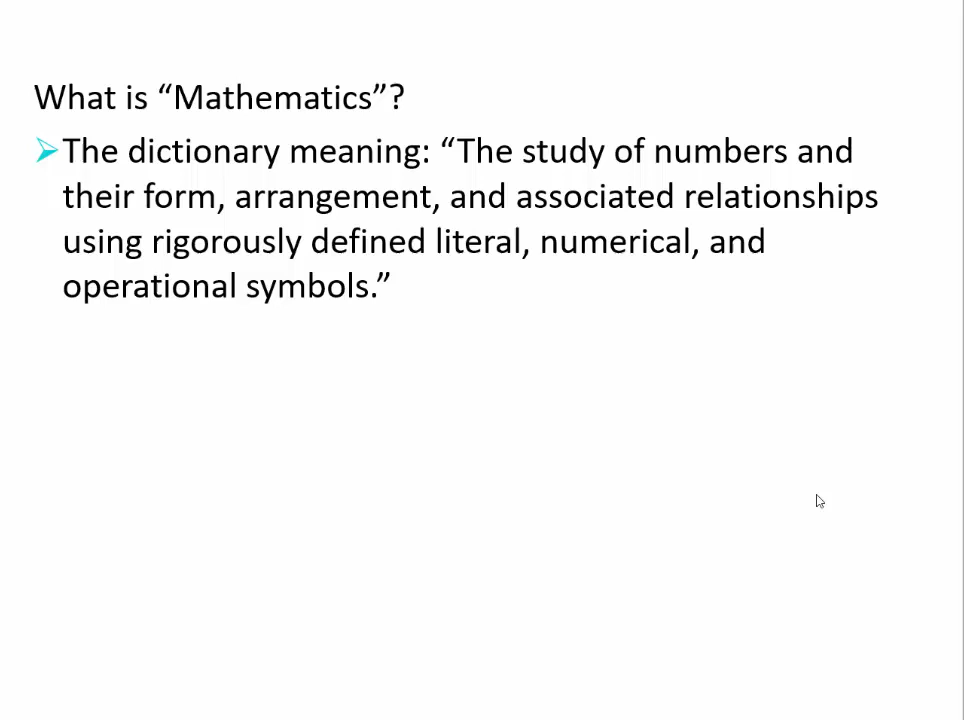 What is “Mathematics”?
The dictionary meaning: “The study of numbers and
their form, arrangement, and associated relationships
using rigorously defined literal, numerical, and
operational symbols.”